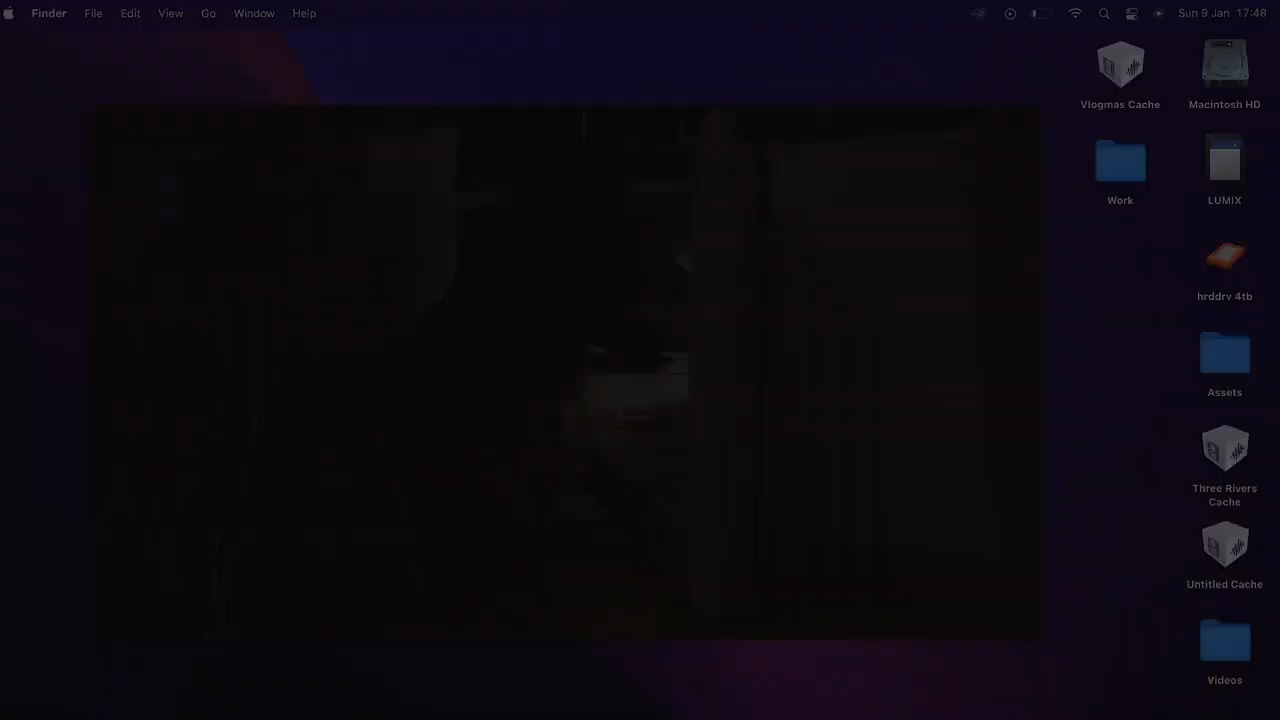 Finder File Edit View Go Window Help Sun 9 Jan 17:48
Vlogmas Cache Macintosh HD
Work LUMIX
hrddrv 4tb
Assets
Three Rivers
Cache
Untitled Cache
Videos